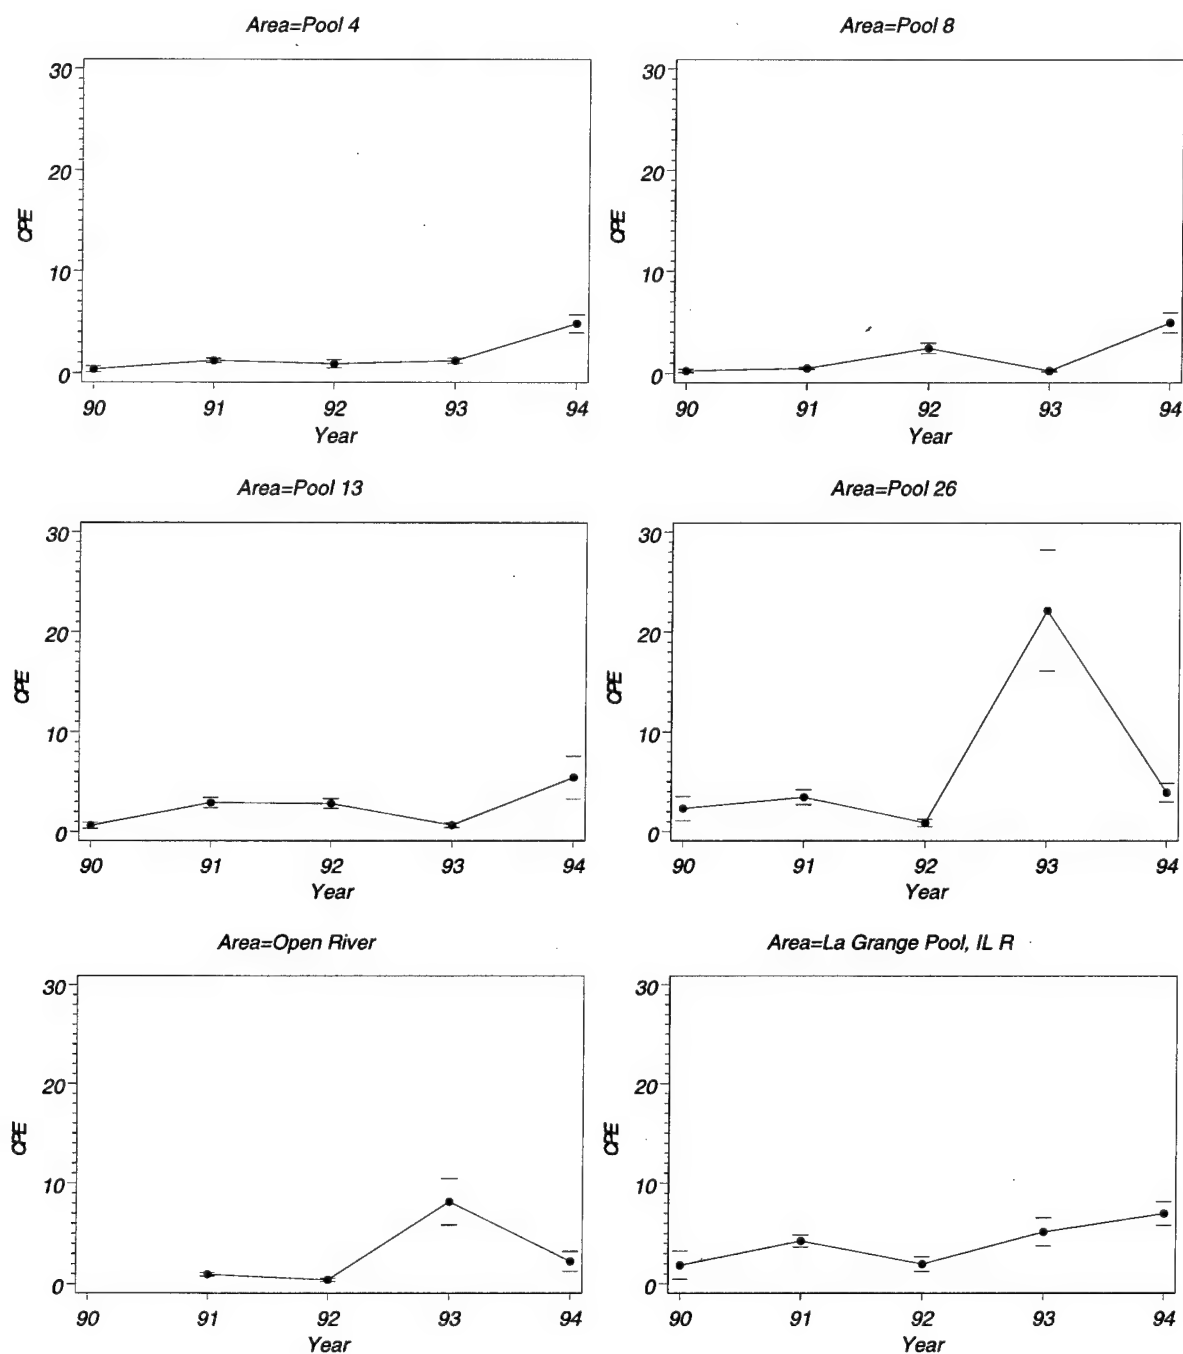 Area=Pool 4
30
20
10
0
CPE
90 91 92 93 94
Year
Area=Pool 8
30
20
10
0
CPE
90 91 92 93 94
Year
Area=Pool 13
30
20
10
0
CPE
90 91 92 93 94
Year
Area=Pool 26
30
20
10
0
CPE
90 91 92 93 94
Year
Area=Open River
30
20
10
0
CPE
90 91 92 93 94
Year
Area=La Grange Pool, IL R
30
20
10
0
CPE
90 91 92 93 94
Year